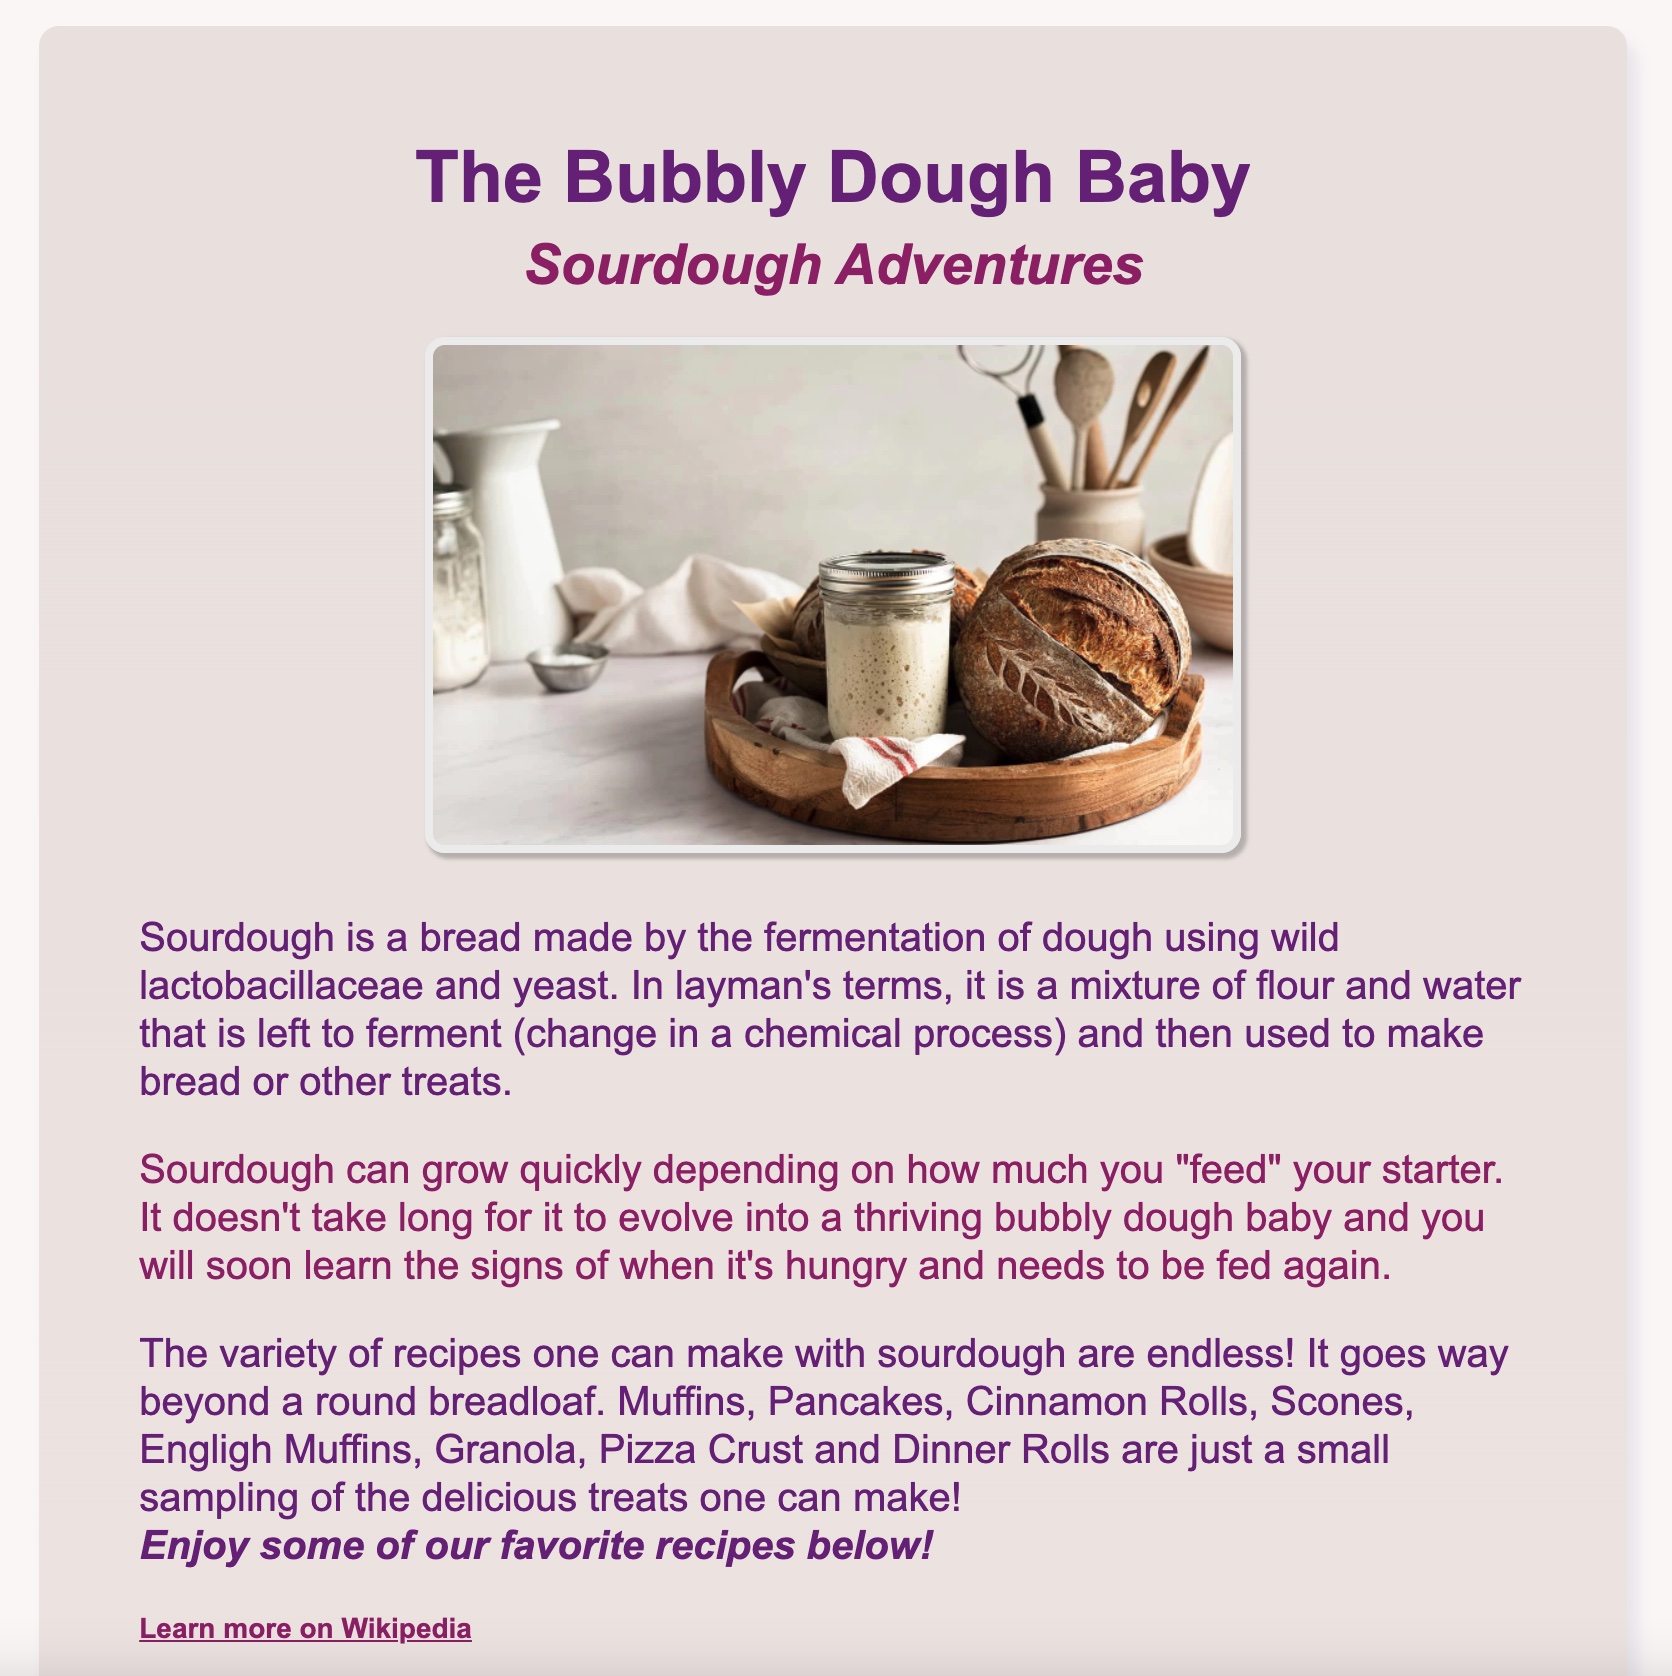 The Bubbly Dough Baby
Sourdough Adventures
Sourdough is a bread made by the fermentation of dough using wild
lactobacillaceae and yeast. In layman's terms, it is a mixture of flour and water
that is left to ferment (change in a chemical process) and then used to make
bread or other treats.
Sourdough can grow quickly depending on how much you "feed" your starter.
It doesn't take long for it to evolve into a thriving bubbly dough baby and you
will soon learn the signs of when it's hungry and needs to be fed again.
The variety of recipes one can make with sourdough are endless! It goes way
beyond a round breadloaf. Muffins, Pancakes, Cinnamon Rolls, Scones,
Engligh Muffins, Granola, Pizza Crust and Dinner Rolls are just a small
sampling of the delicious treats one can make!
Enjoy some of our favorite recipes below!
Learn more on Wikipedia